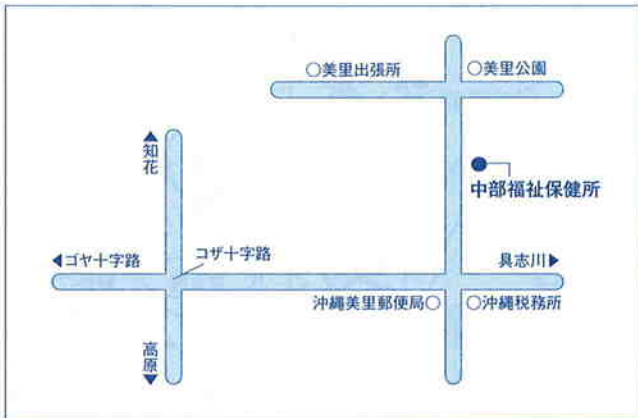 ○美里出張所
○美里公園
▲知花
中部福祉保健所
◀ゴヤ十字路
コザ十字路
具志川▶
沖縄美里郵便局○
○沖縄税務所
高原▼